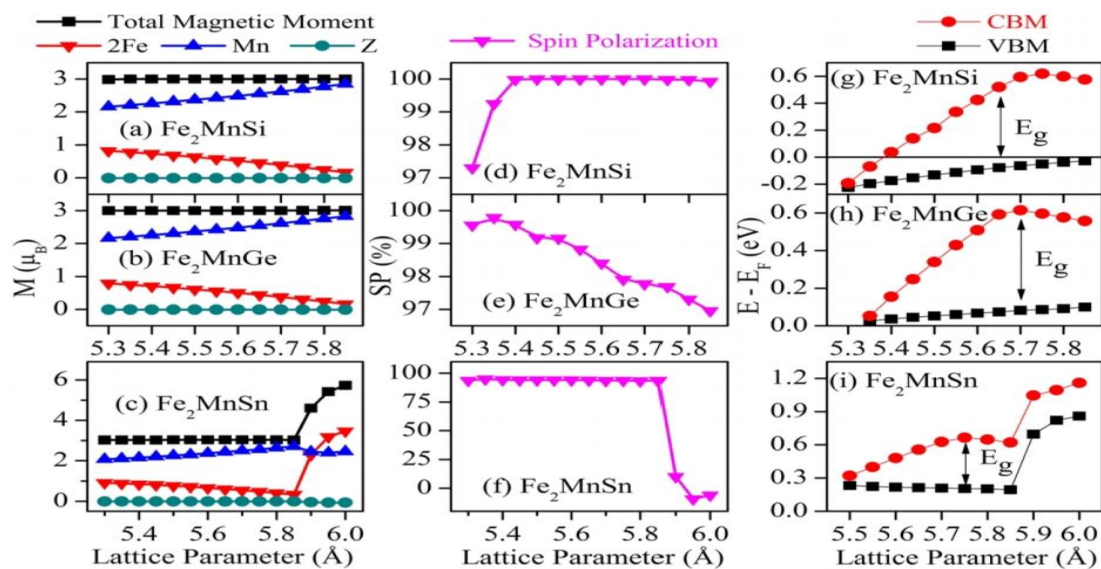 Total Magnetic Moment
2Fe Mn Z
Spin Polarization
CBM
VBM
M (μB)
3
2
1
0
(a) Fe2MnSi
3
2
1
0
(b) Fe2MnGe
5.3 5.4 5.5 5.6 5.7 5.8
6
4
2
0
(c) Fe2MnSn
5.4 5.6 5.8 6.0
Lattice Parameter (Å)
SP (%)
100
99
98
97
(d) Fe2MnSi
100
99
98
97
(e) Fe2MnGe
5.3 5.4 5.5 5.6 5.7 5.8
100
75
50
25
0
(f) Fe2MnSn
5.4 5.6 5.8 6.0
Lattice Parameter (Å)
E - EF (eV)
0.6
0.4
0.2
0.0
-0.2
(g) Fe2MnSi
Eg
0.6
0.4
0.2
0.0
(h) Fe2MnGe
Eg
5.3 5.4 5.5 5.6 5.7 5.8
1.2
0.9
0.6
0.3
0.0
(i) Fe2MnSn
Eg
5.5 5.6 5.7 5.8 5.9 6.0
Lattice Parameter (Å)